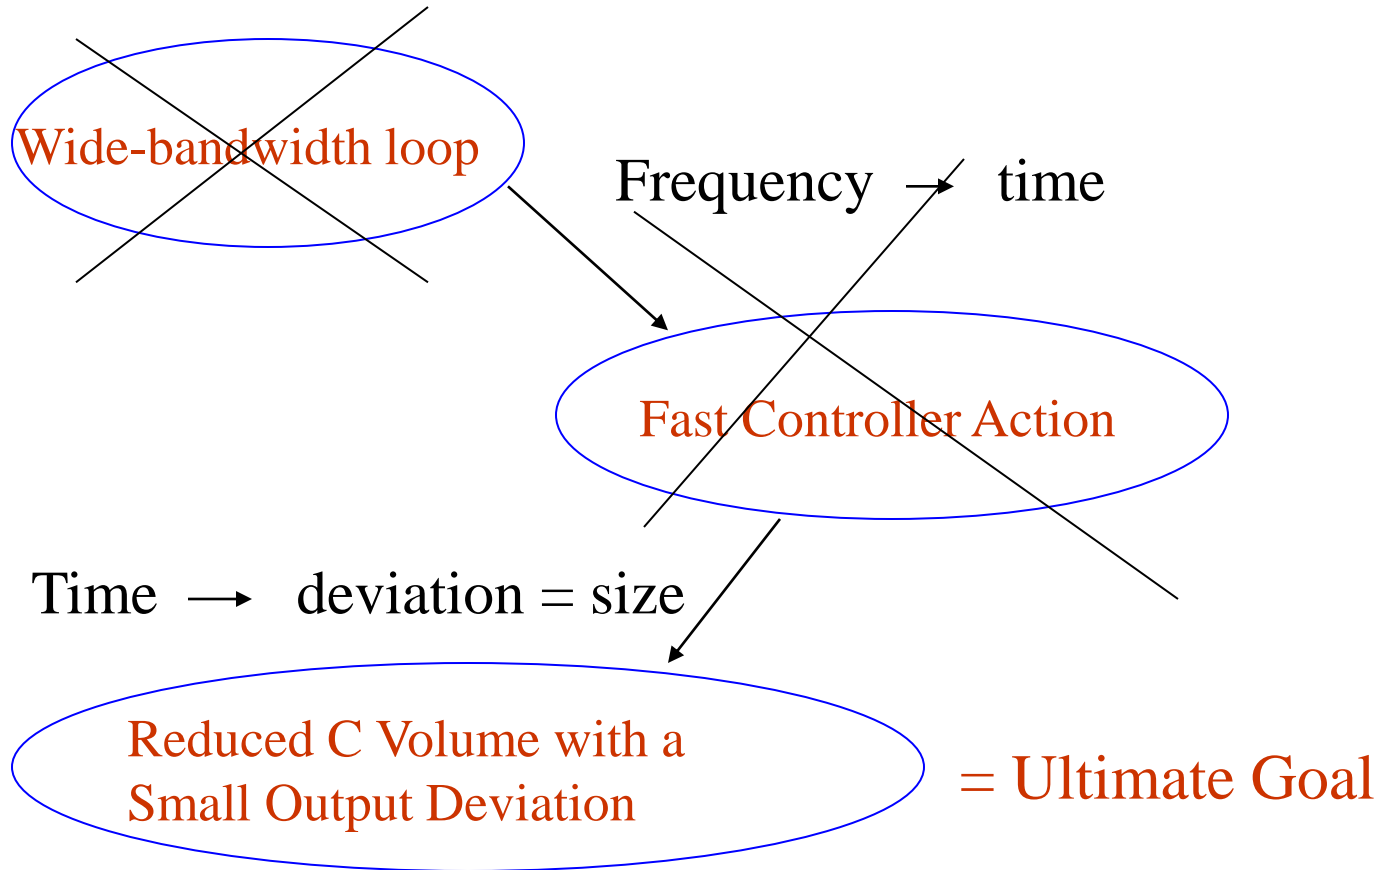 Wide-bandwidth loop
Frequency → time
Fast Controller Action
Time → deviation = size
Reduced C Volume with a
Small Output Deviation
= Ultimate Goal